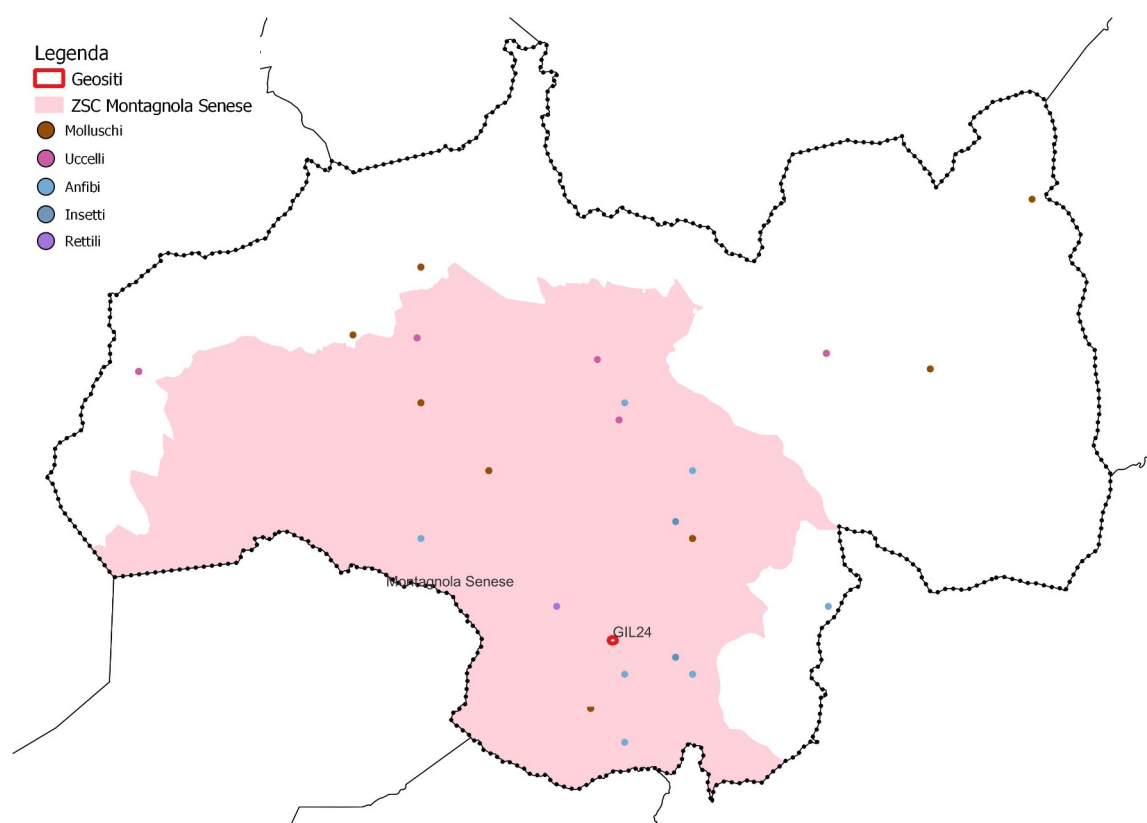 Legenda
Geositi
ZSC Montagnola Senese
Molluschi
Uccelli
Anfibi
Insetti
Rettili
Montagnola Senese
GIL24